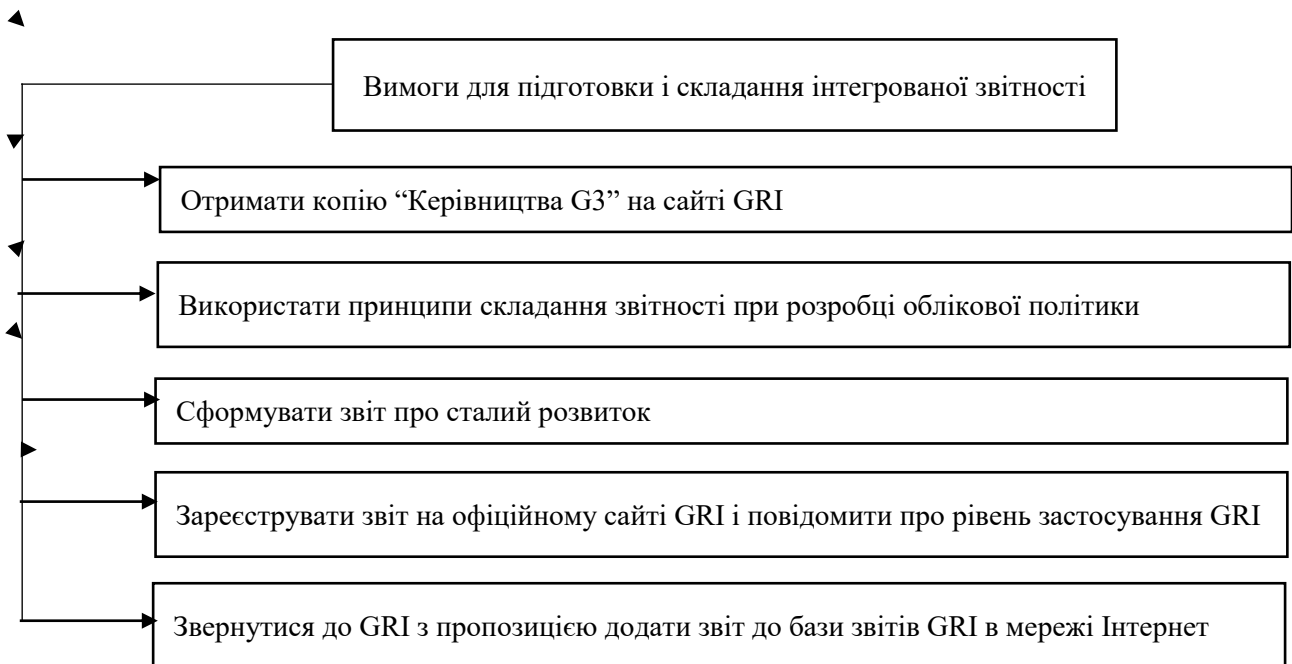 Вимоги для підготовки і складання інтегрованої звітності
Отримати копію “Керівництва G3” на сайті GRI
Використати принципи складання звітності при розробці облікової політики
Сформувати звіт про сталий розвиток
Зареєструвати звіт на офіційному сайті GRI і повідомити про рівень застосування GRI
Звернутися до GRI з пропозицією додати звіт до бази звітів GRI в мережі Інтернет